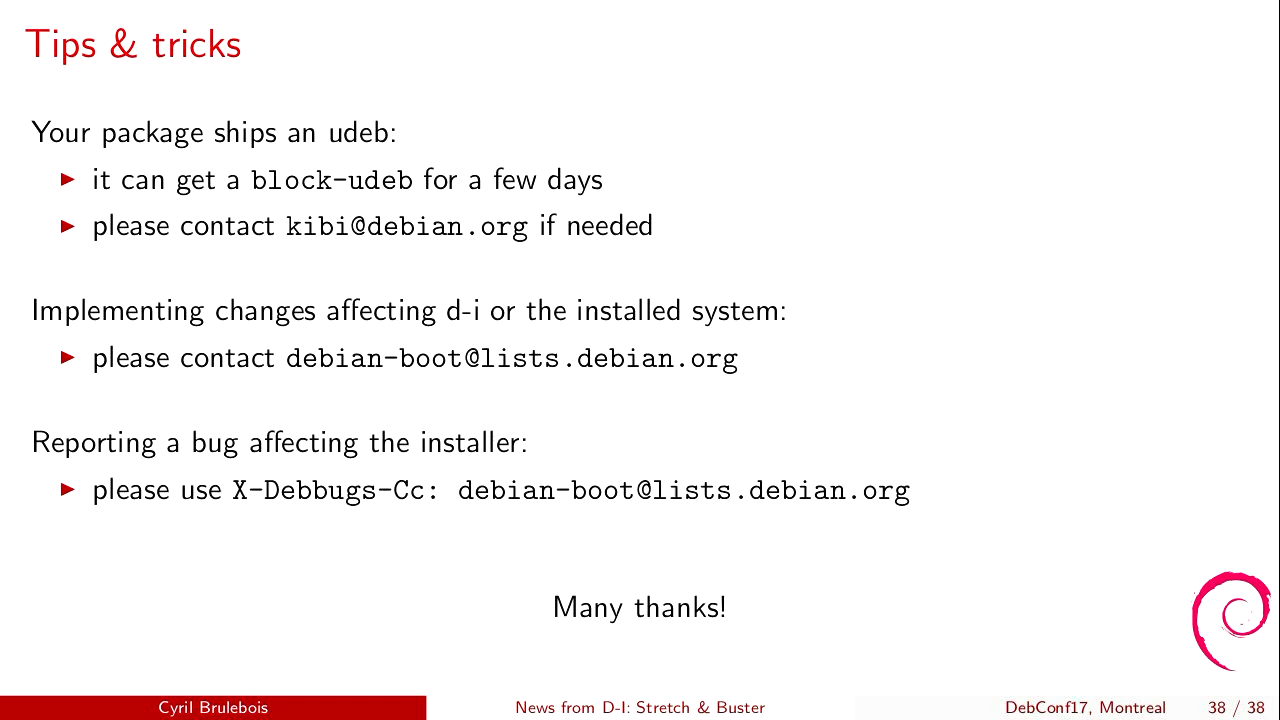 Tips & tricks
Your package ships an udeb:
it can get a block-udeb for a few days
please contact kibi@debian.org if needed
Implementing changes affecting d-i or the installed system:
please contact debian-boot@lists.debian.org
Reporting a bug affecting the installer:
please use X-Debbugs-Cc: debian-boot@lists.debian.org
Many thanks!
Cyril Brulebois
News from D-I: Stretch & Buster
DebConf17, Montreal
38 / 38